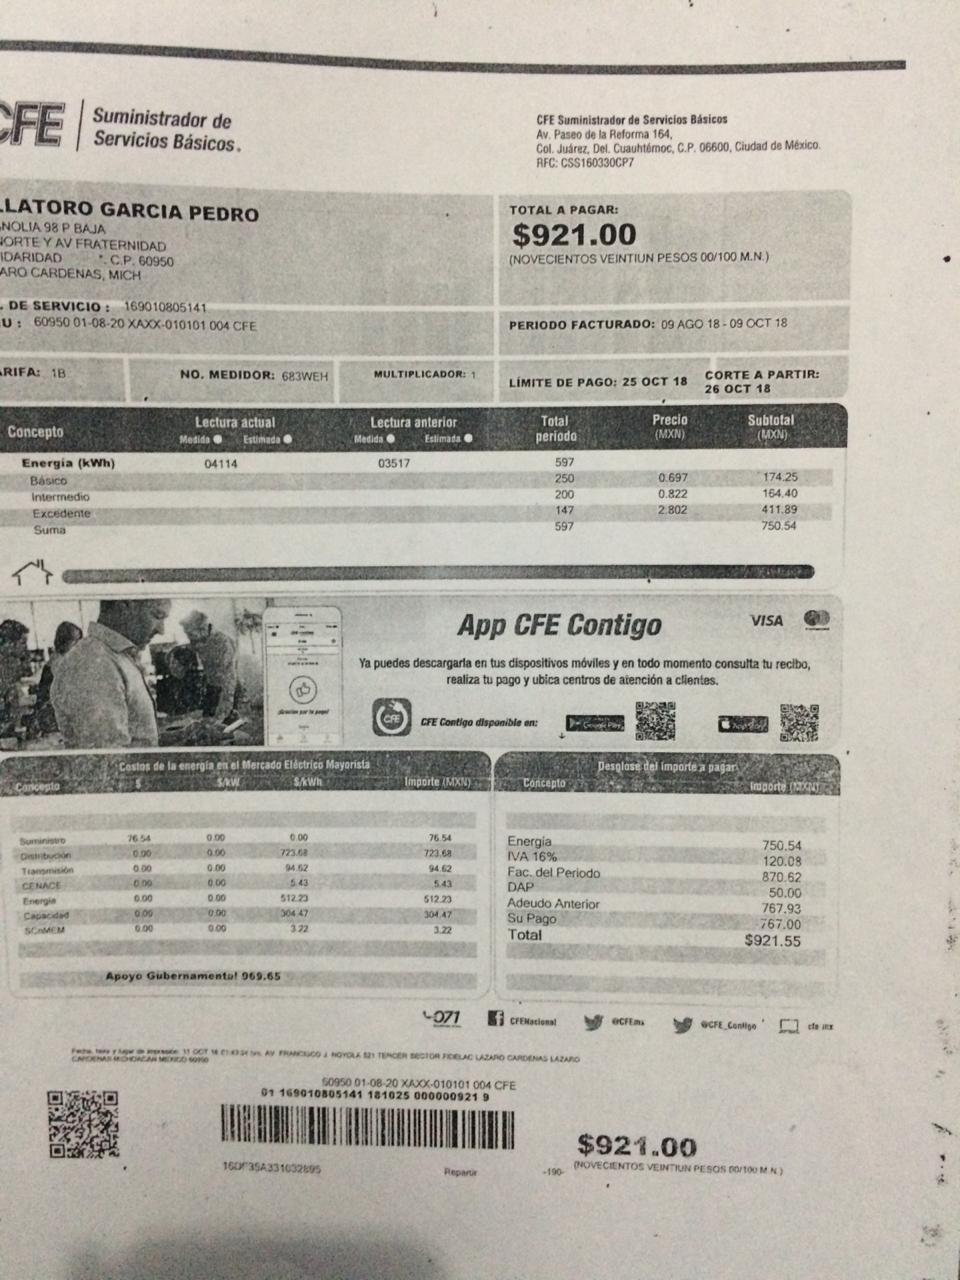 CFE Suministrador de
Servicios Básicos.
CFE Suministrador de Servicios Básicos
Av. Paseo de la Reforma 164,
Col. Juárez, Del. Cuauhtémoc, C.P. 06600, Ciudad de México.
RFC: CSS160330CP7
LLATORO GARCIA PEDRO
NOLIA 98 P BAJA
NORTE Y AV FRATERNIDAD
IDARIDAD C.P. 60950
ARO CARDENAS, MICH
TOTAL A PAGAR:
$921.00
(NOVECIENTOS VEINTIUN PESOS 00/100 M.N.)
. DE SERVICIO : 169010805141
U : 60950 01-08-20 XAXX-010101 004 CFE
PERIODO FACTURADO: 09 AGO 18 - 09 OCT 18
ARIFA: 1B NO. MEDIDOR: 683WEH MULTIPLICADOR: 1 LÍMITE DE PAGO: 25 OCT 18 CORTE A PARTIR:
26 OCT 18
Concepto Lectura actual Lectura anterior Total periodo Precio (MXN) Subtotal (MXN)
Medida Estimada Medida Estimada
Energía (kWh) 04114 03517 597
Básico 250 0.697 174.25
Intermedio 200 0.822 164.40
Excedente 147 2.802 411.89
Suma 597 750.54
App CFE Contigo VISA
Ya puedes descargarla en tus dispositivos móviles y en todo momento consulta tu recibo,
realiza tu pago y ubica centros de atención a clientes.
CFE CFE Contigo disponible en: Google Play
Costos de la energía en el Mercado Eléctrico Mayorista
Concepto $ $/kW $/kWh Importe (MXN)
Suministro 76.54 0.00 0.00 76.54
Distribución 0.00 0.00 723.68 723.68
Transmisión 0.00 0.00 94.62 94.62
CENACE 0.00 0.00 5.43 5.43
Energía 0.00 0.00 512.23 512.23
Capacidad 0.00 0.00 304.47 304.47
SCnMEM 0.00 0.00 3.22 3.22
Apoyo Gubernamental 969.65
Desglose del importe a pagar
Concepto Importe (MXN)
Energía 750.54
IVA 16% 120.08
Fac. del Periodo 870.62
DAP 50.00
Adeudo Anterior 767.93
Su Pago -767.00
Total $921.55
071 CFENacional @CFEmx @CFE_Contigo cfe.mx
Fecha, hora y lugar de impresión: 11 OCT 18 hrs. AV. FRANCISCO J. NOYOLA 521 TERCER SECTOR FIDELAC LAZARO CARDENAS LAZARO
CARDENAS MICHOACAN MEXICO 60950
60950 01-08-20 XAXX-010101 004 CFE
01 169010805141 181025 000000921 9
Repartir -190-
$921.00
(NOVECIENTOS VEINTIUN PESOS 00/100 M.N.)